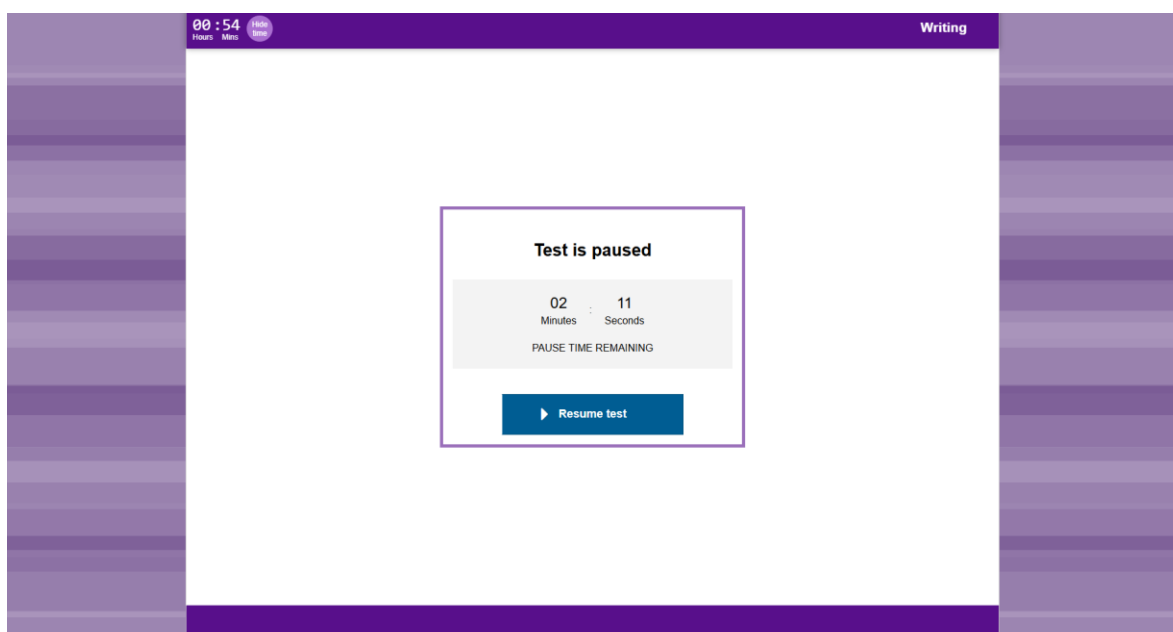 00 : 54
Hours Mins
Hide
time
Writing
Test is paused
02 : 11
Minutes Seconds
PAUSE TIME REMAINING
Resume test